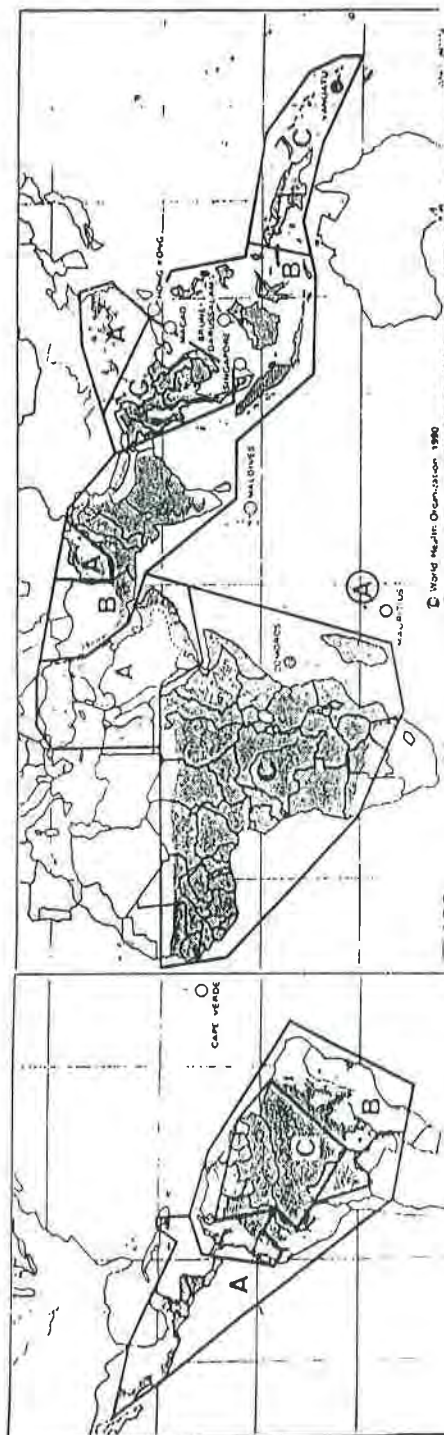 A
B
C
CAPE VERDE
A
B
A
C
COMOROS
A
MAURITIUS
MALDIVES
A
C
HONG KONG
MACAO
BRUNEI
DARUSSALAM
SINGAPORE
B
C
VANUATU
© World Health Organization 1990